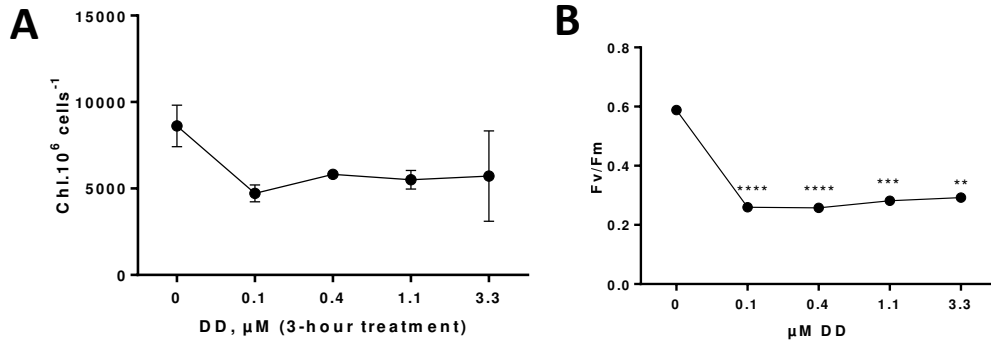 A
15000
10000
5000
0
Chl.10⁶ cells⁻¹
0 0.1 0.4 1.1 3.3
DD, µM (3-hour treatment)
B
0.8
0.6
0.4
0.2
0.0
Fv/Fm
**** **** *** **
0 0.1 0.4 1.1 3.3
µM DD